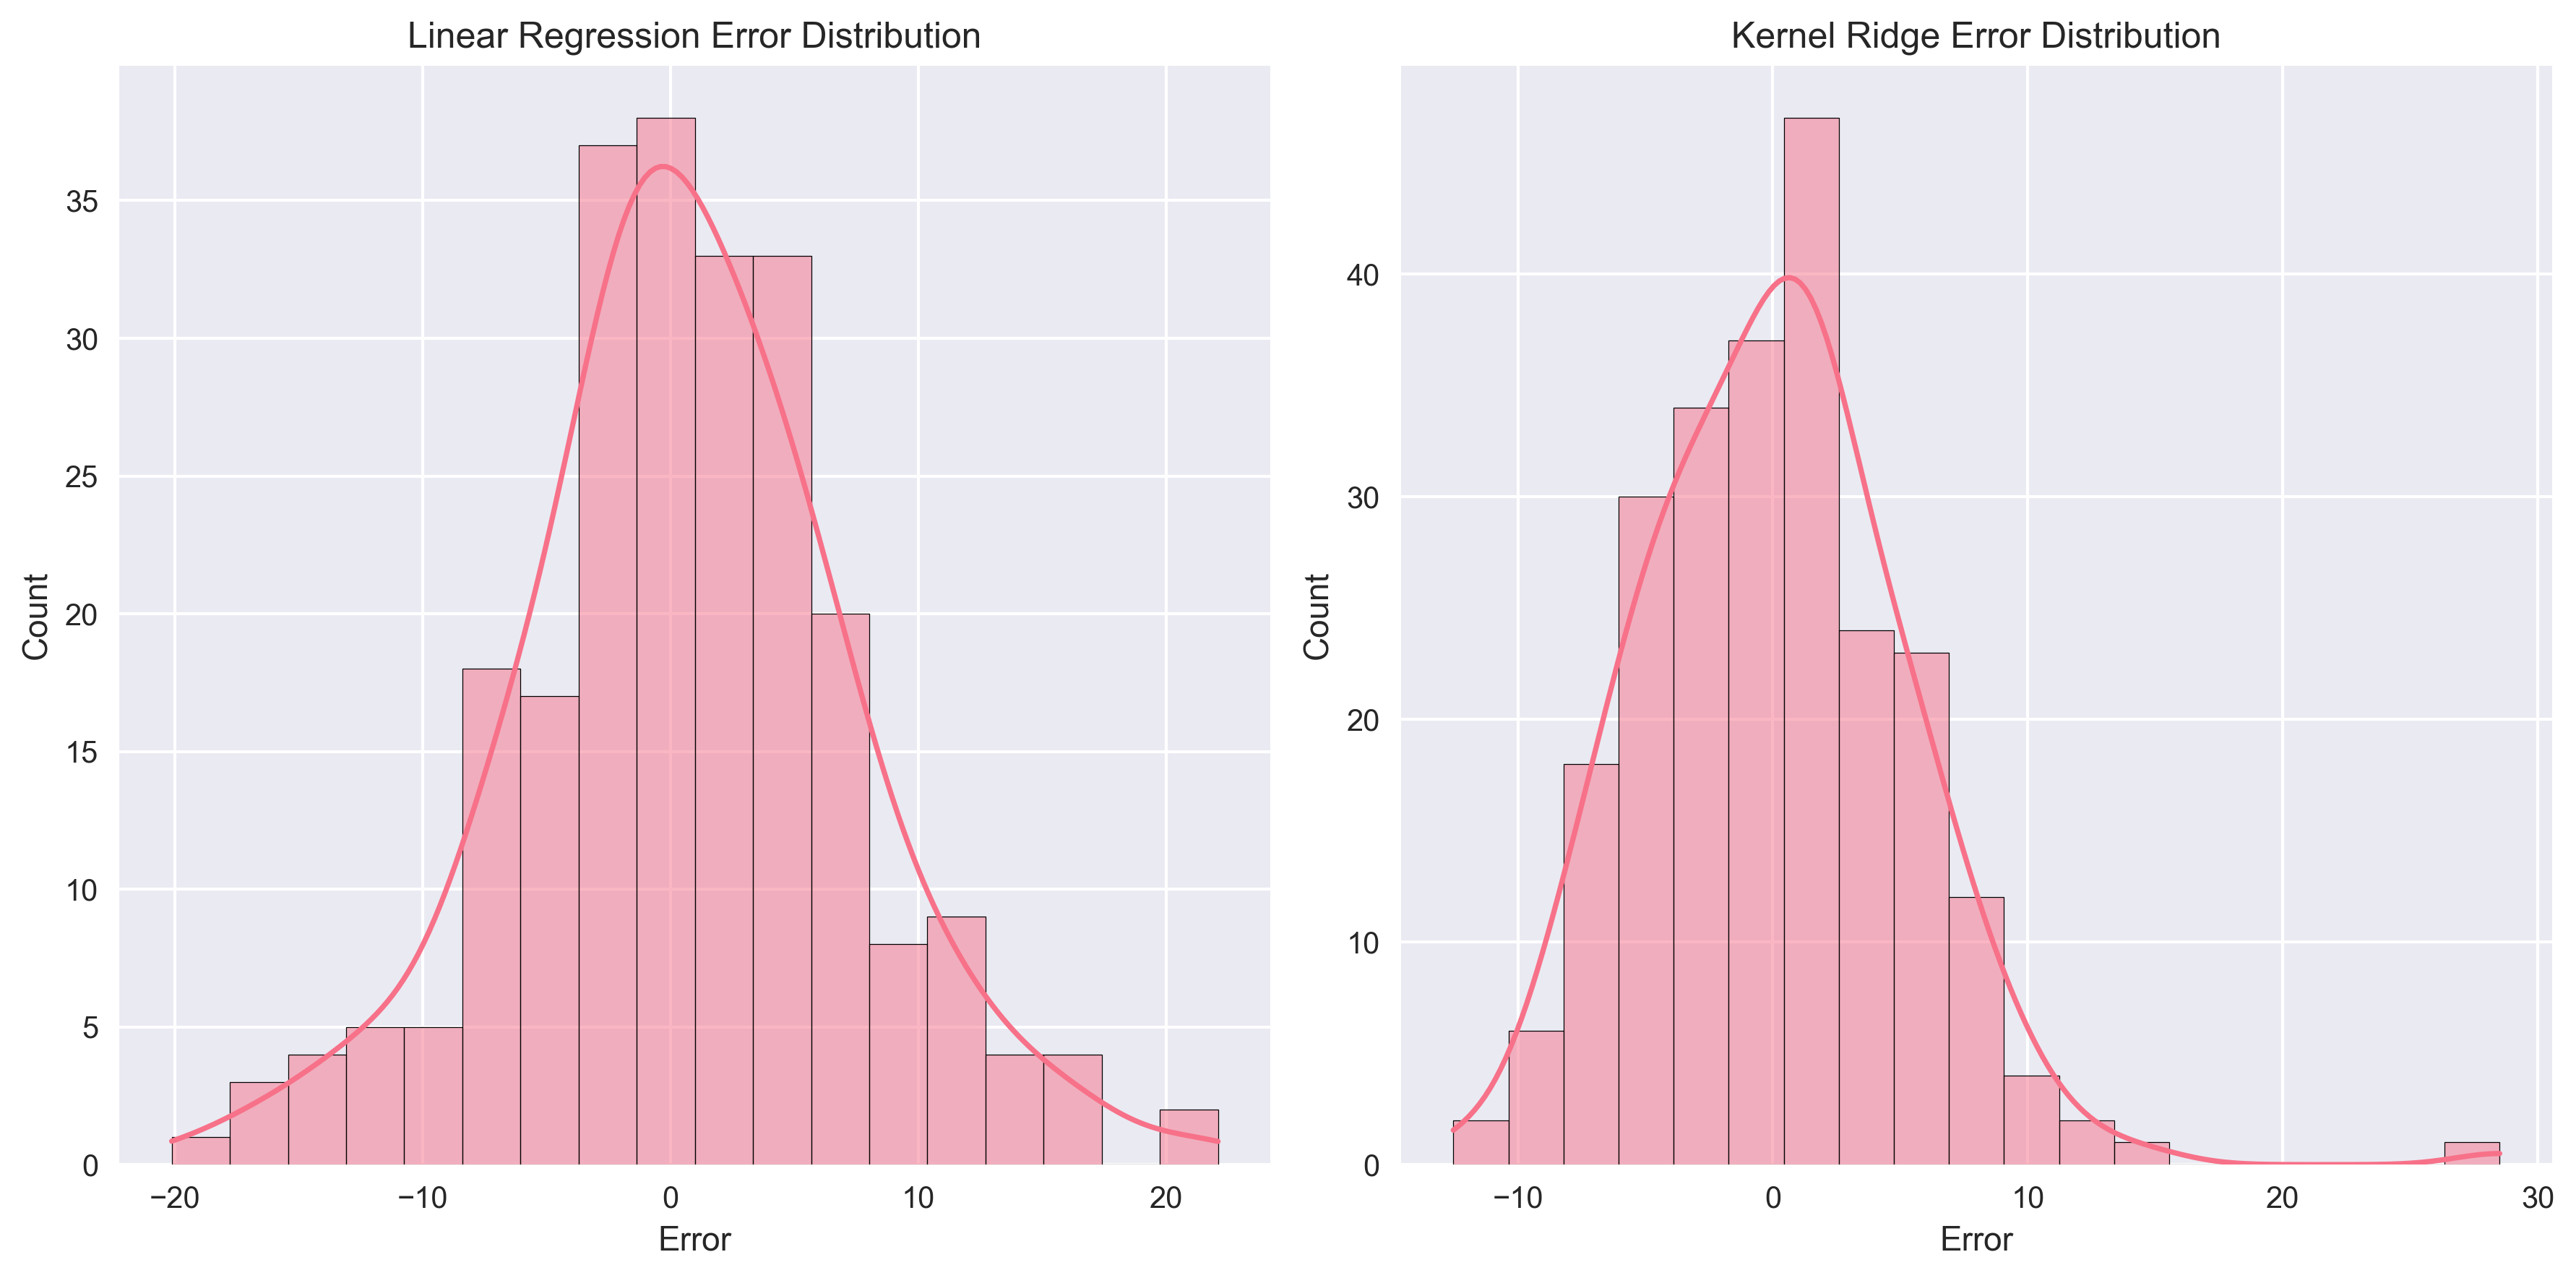 Linear Regression Error Distribution
Count
35
30
25
20
15
10
5
0
−20 −10 0 10 20
Error
Kernel Ridge Error Distribution
Count
40
30
20
10
0
−10 0 10 20 30
Error